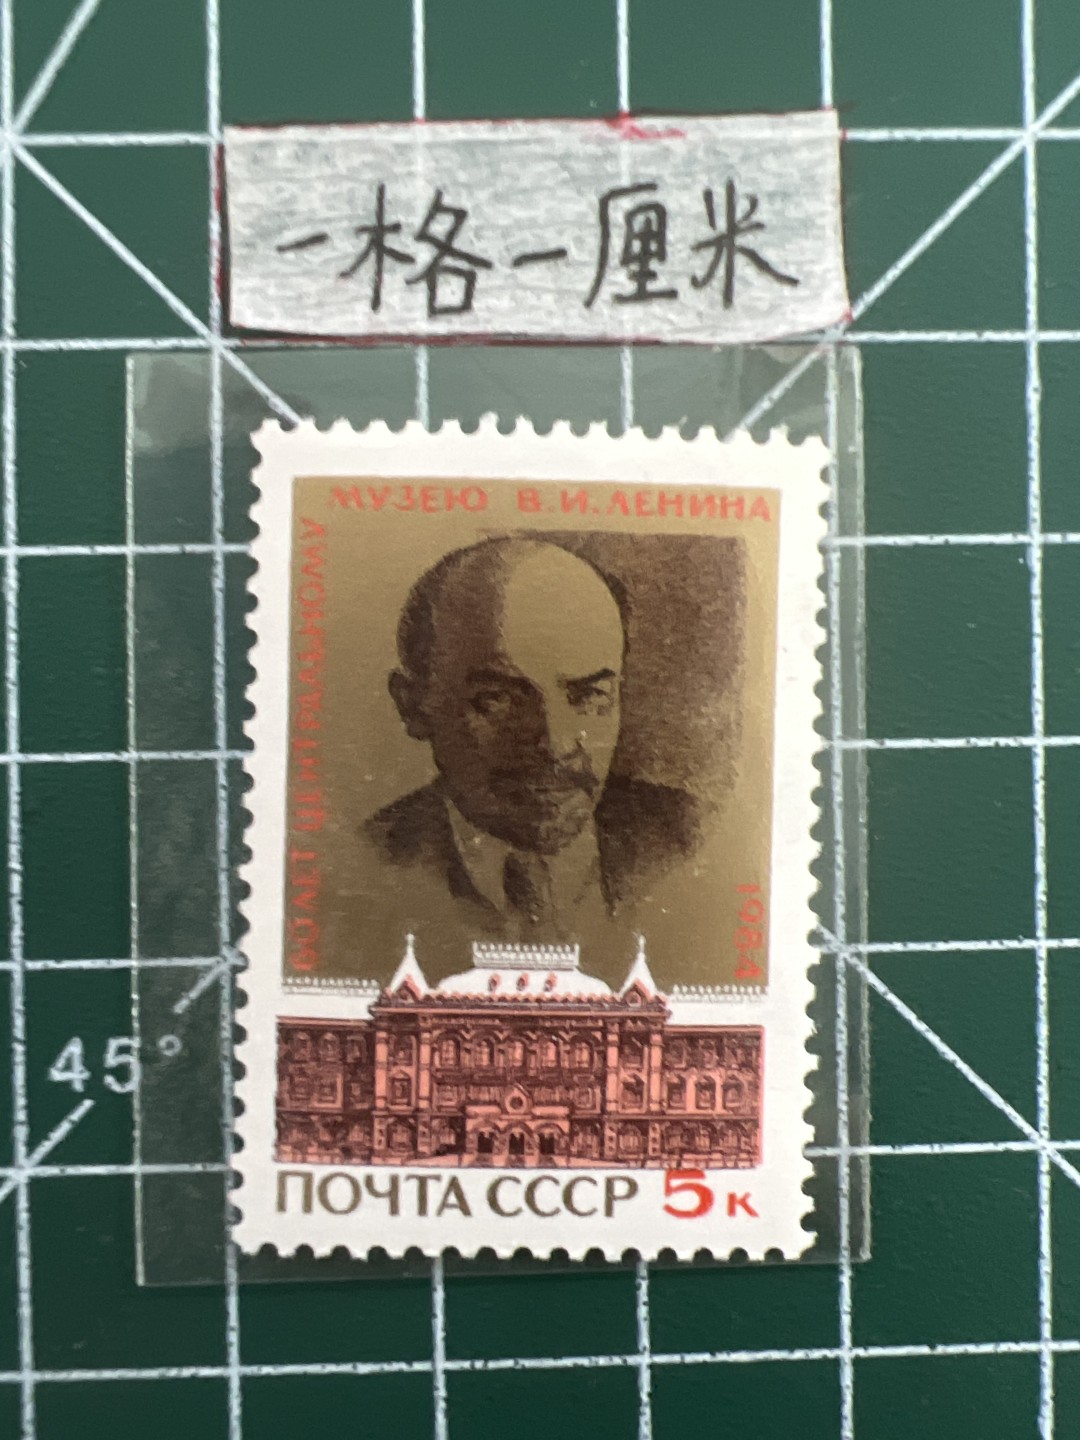 一格一厘米
МУЗЕЮ В.И.ЛЕНИНА
60 ЛЕТ ЦЕНТРАЛЬНОМУ
1984
45°
ПОЧТА СССР 5к